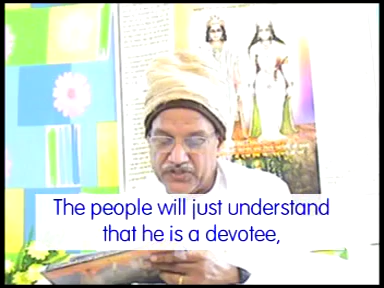 The people will just understand
that he is a devotee,